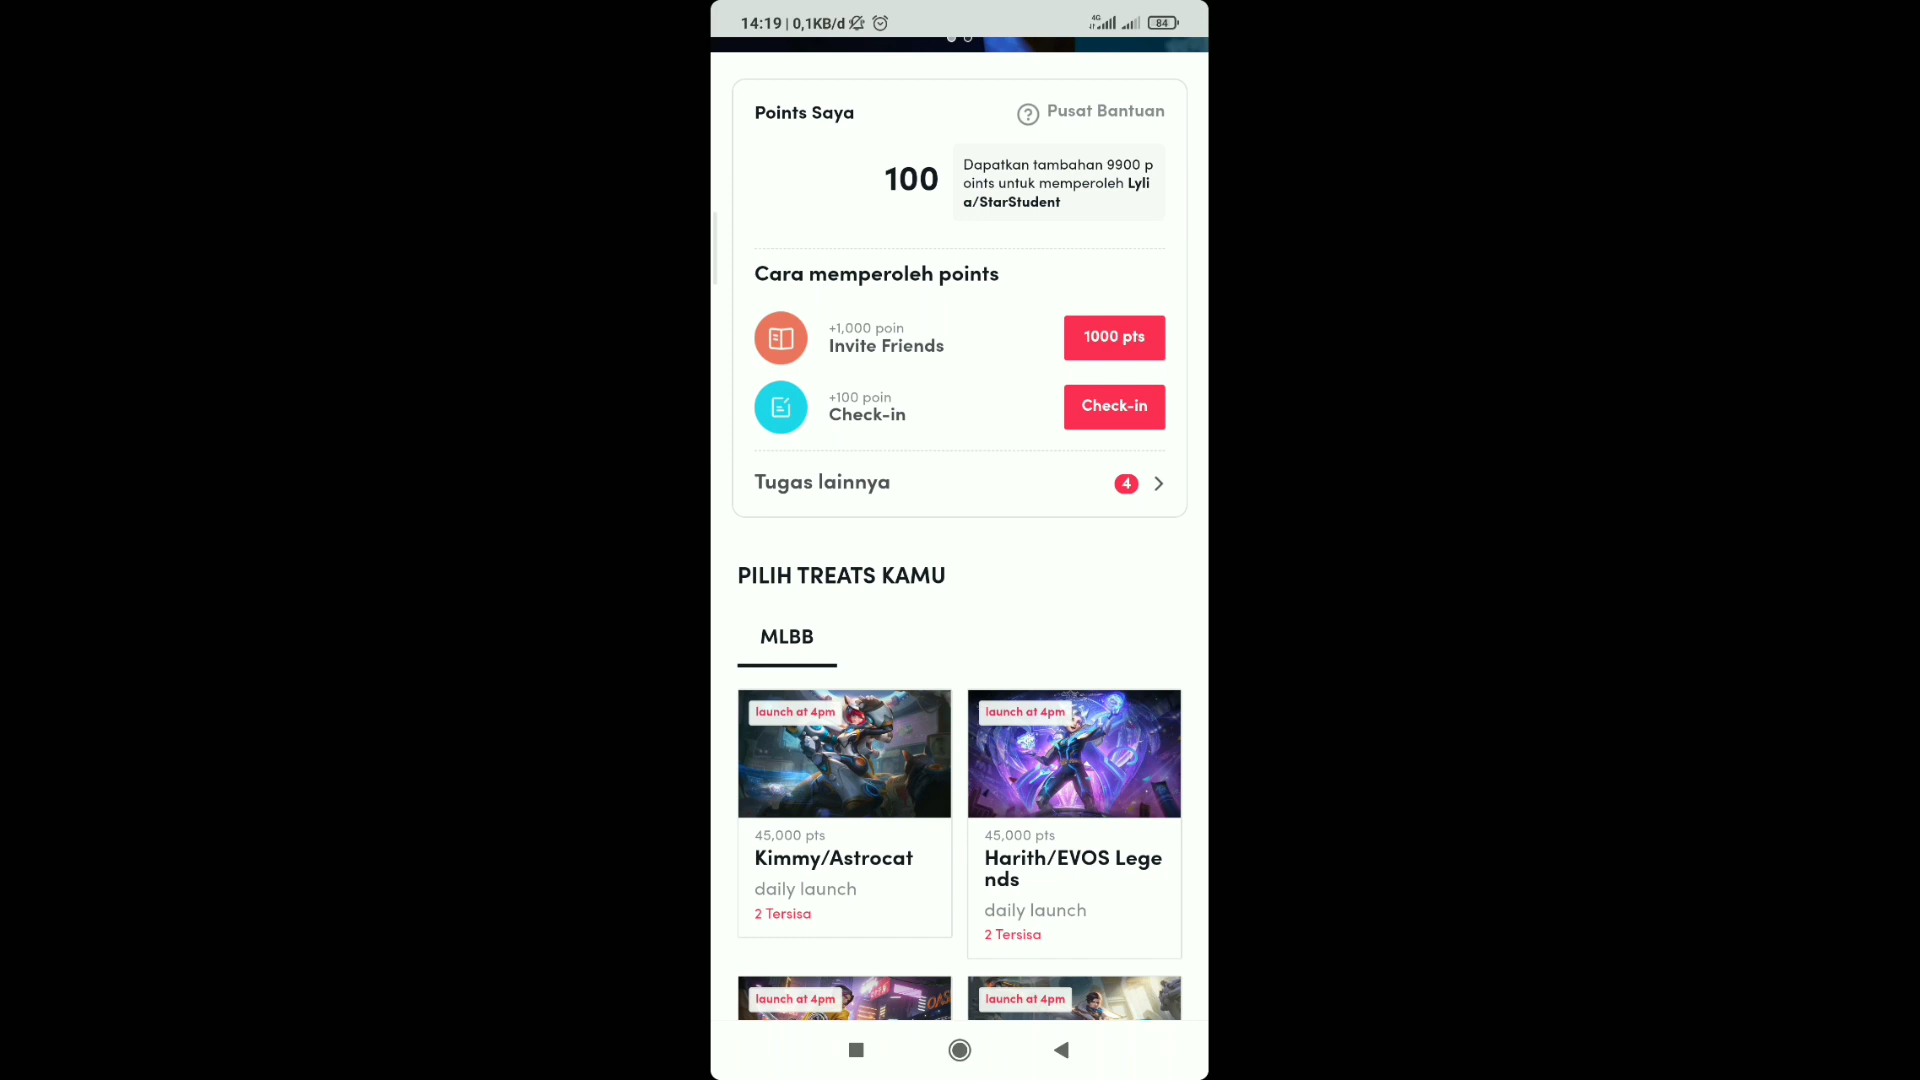 14:19 | 0,1KB/d
4G
84
Points Saya
Pusat Bantuan
100
Dapatkan tambahan 9900 p
oints untuk memperoleh Lyli
a/StarStudent
Cara memperoleh points
+1,000 poin
Invite Friends
1000 pts
+100 poin
Check-in
Check-in
Tugas lainnya
4
PILIH TREATS KAMU
MLBB
launch at 4pm
launch at 4pm
45,000 pts
Kimmy/Astrocat
daily launch
2 Tersisa
45,000 pts
Harith/EVOS Lege
nds
daily launch
2 Tersisa
launch at 4pm
launch at 4pm